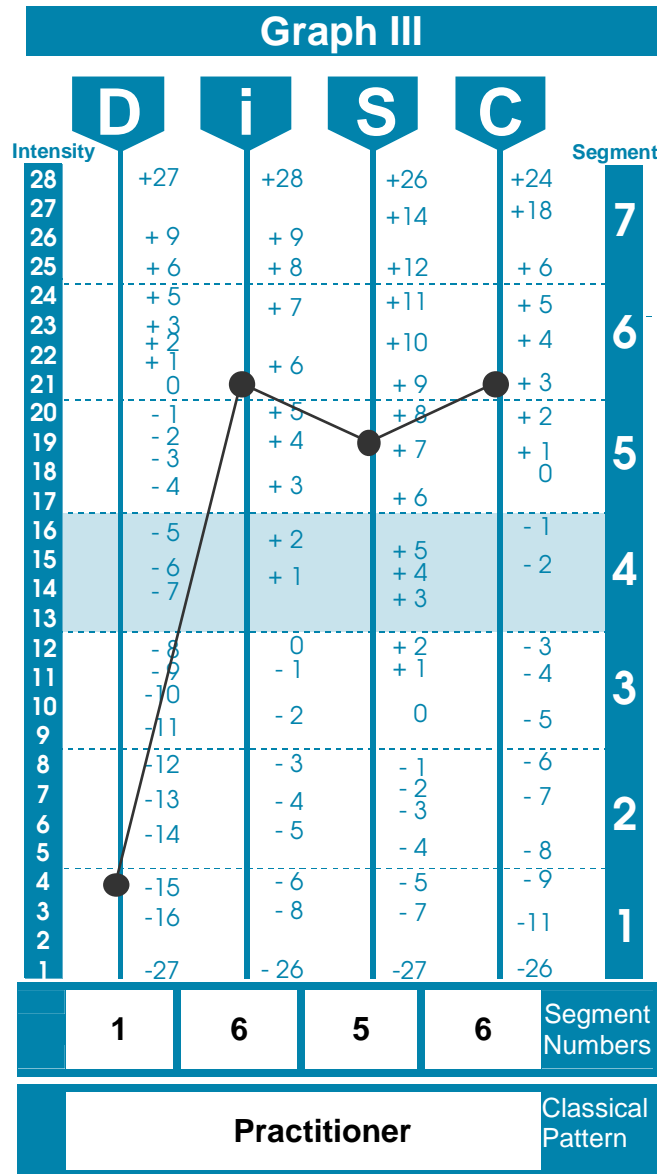 Graph III
D i S C
Intensity Segment
28 +27 +28 +26 +24
27 +14 +18 7
26 + 9 + 9
25 + 6 + 8 +12 + 6
24 + 5 + 7 +11 + 5
23 + 3 6
+ 2 +10 + 4
22 + 1 + 6
21 0 + 9 + 3
20 - 1 + 5 + 8 + 2
19 - 2 + 4 + 7 + 1 5
18 - 3 0
17 - 4 + 3 + 6
16 - 5 + 2 - 1
15 - 6 + 5 - 2 4
14 - 7 + 1 + 4
13 + 3
12 - 8 0 + 2 - 3
11 - 9 - 1 + 1 - 4 3
10 -10 - 2 0 - 5
9 -11
8 -12 - 3 - 1 - 6
7 -13 - 4 - 2 - 7 2
6 -14 - 5 - 3
5 - 4 - 8
4 -15 - 6 - 5 - 9
3 -16 - 8 - 7 -11 1
2
1 -27 - 26 -27 -26
1 6 5 6 Segment
Numbers
Practitioner Classical
Pattern